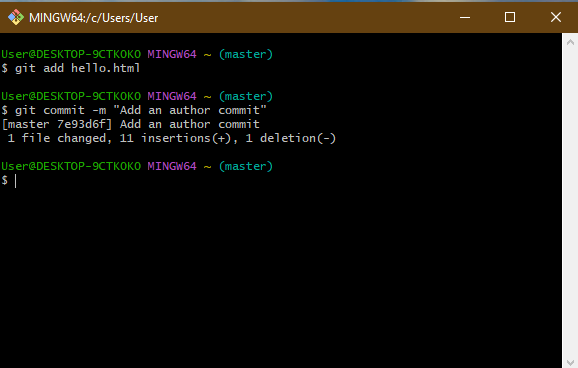 MINGW64:/c/Users/User
User@DESKTOP-9CTKOKO MINGW64 ~ (master)
$ git add hello.html
User@DESKTOP-9CTKOKO MINGW64 ~ (master)
$ git commit -m "Add an author commit"
[master 7e93d6f] Add an author commit
 1 file changed, 11 insertions(+), 1 deletion(-)
User@DESKTOP-9CTKOKO MINGW64 ~ (master)
$